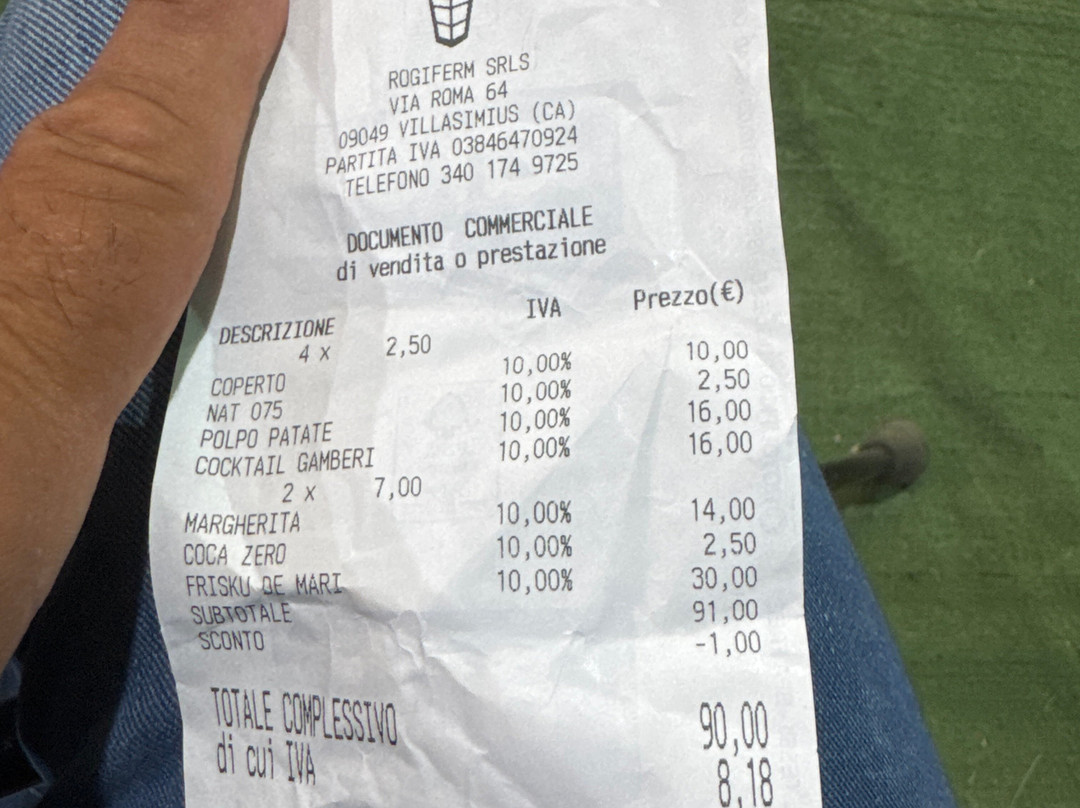 ROGIFERM SRLS
VIA ROMA 64
09049 VILLASIMIUS (CA)
PARTITA IVA 03846470924
TELEFONO 340 174 9725
DOCUMENTO COMMERCIALE
di vendita o prestazione
DESCRIZIONE IVA Prezzo(€)
4 x 2,50
COPERTO 10,00% 10,00
NAT 075 10,00% 2,50
POLPO PATATE 10,00% 16,00
COCKTAIL GAMBERI 10,00% 16,00
2 x 7,00
MARGHERITA 10,00% 14,00
COCA ZERO 10,00% 2,50
FRISKU DE MARI 10,00% 30,00
SUBTOTALE 91,00
SCONTO -1,00
TOTALE COMPLESSIVO 90,00
di cui IVA 8,18